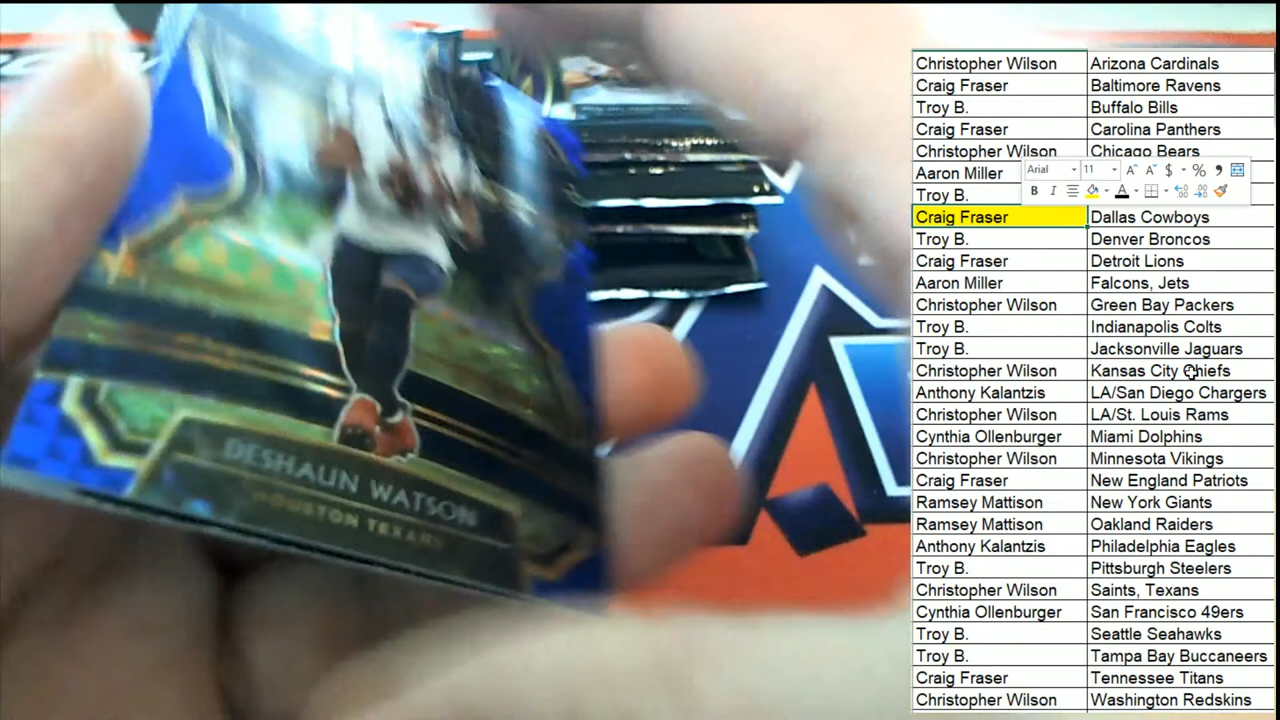 DESHAUN WATSON
HOUSTON TEXANS
Christopher Wilson Arizona Cardinals
Craig Fraser Baltimore Ravens
Troy B. Buffalo Bills
Craig Fraser Carolina Panthers
Christopher Wilson Chicago Bears
Aaron Miller
Arial 11 $ % ,
Troy B.
B I A
Craig Fraser Dallas Cowboys
Troy B. Denver Broncos
Craig Fraser Detroit Lions
Aaron Miller Falcons, Jets
Christopher Wilson Green Bay Packers
Troy B. Indianapolis Colts
Troy B. Jacksonville Jaguars
Christopher Wilson Kansas City Chiefs
Anthony Kalantzis LA/San Diego Chargers
Christopher Wilson LA/St. Louis Rams
Cynthia Ollenburger Miami Dolphins
Christopher Wilson Minnesota Vikings
Craig Fraser New England Patriots
Ramsey Mattison New York Giants
Ramsey Mattison Oakland Raiders
Anthony Kalantzis Philadelphia Eagles
Troy B. Pittsburgh Steelers
Christopher Wilson Saints, Texans
Cynthia Ollenburger San Francisco 49ers
Troy B. Seattle Seahawks
Troy B. Tampa Bay Buccaneers
Craig Fraser Tennessee Titans
Christopher Wilson Washington Redskins